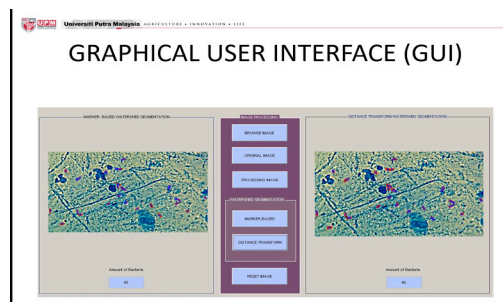 UPM Universiti Putra Malaysia AGRICULTURE • INNOVATION • LIFE
GRAPHICAL USER INTERFACE (GUI)
MARKER -BASED WATERSHED SEGMENTATION
IMAGE PROCESSING
DISTANCE TRANSFORM WATERSHED SEGMENTATION
BROWSE IMAGE
ORIGINAL IMAGE
PROCESSING IMAGE
WATERSHED SEGMENTATION
MARKER-BASED
DISTANCE TRANSFORM
RESET IMAGE
Amount of Bacteria
Amount of Bacteria